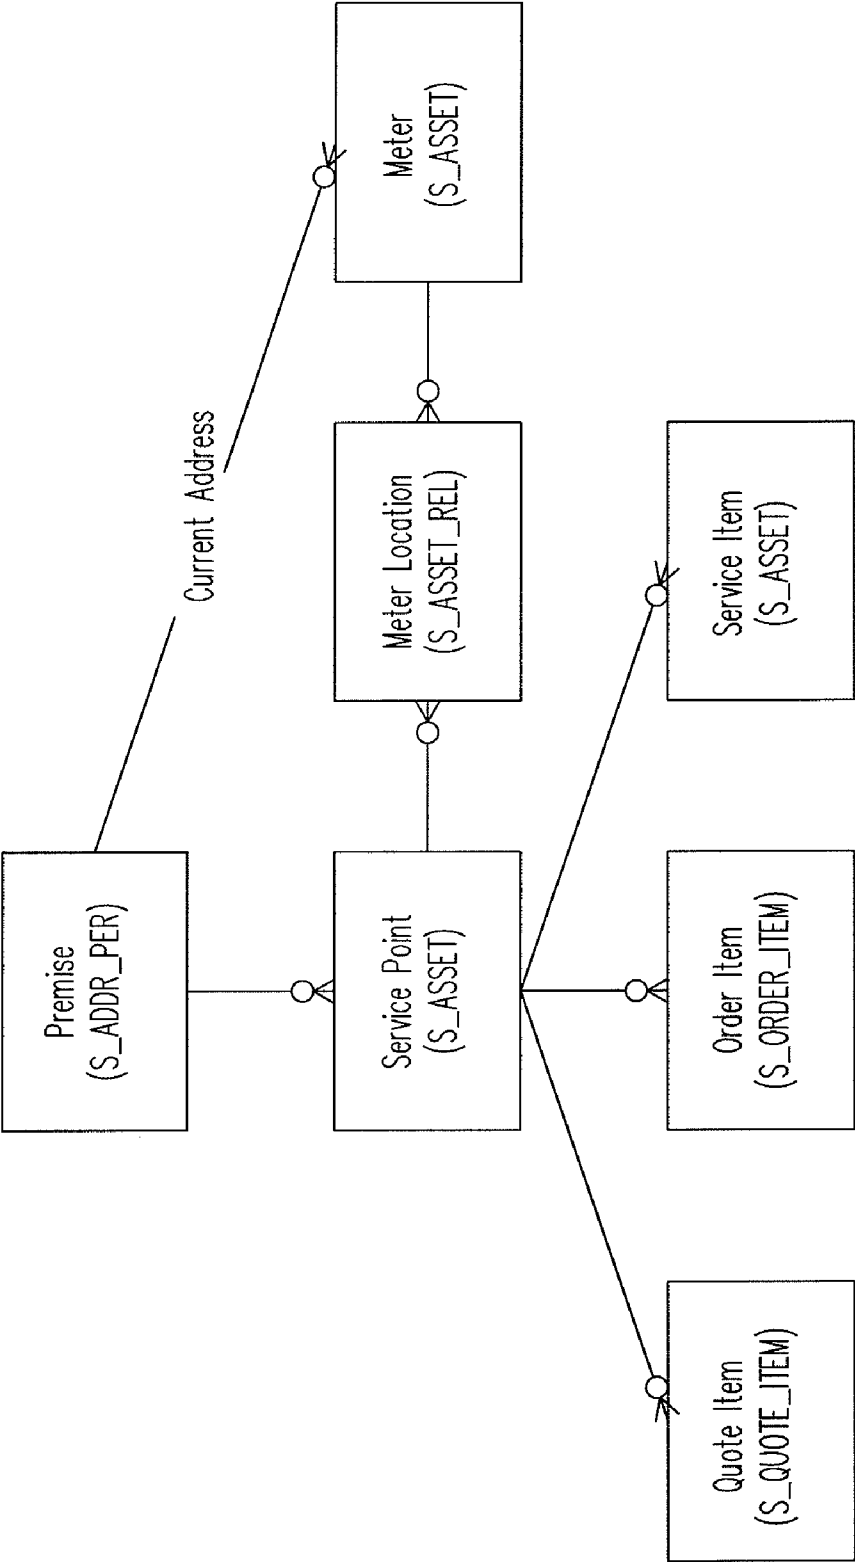 Premise
(S_ADDR_PER)
Current Address
Service Point
(S_ASSET)
Meter Location
(S_ASSET_REL)
Meter
(S_ASSET)
Quote Item
(S_QUOTE_ITEM)
Order Item
(S_ORDER_ITEM)
Service Item
(S_ASSET)